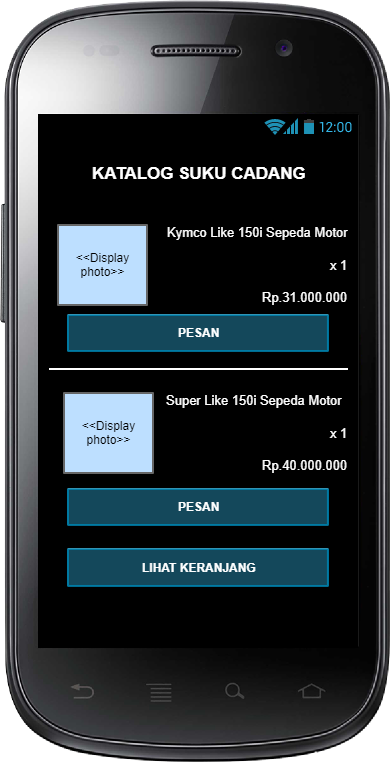 12:00
KATALOG SUKU CADANG
<<Display
photo>>
Kymco Like 150i Sepeda Motor
x 1
Rp.31.000.000
PESAN
<<Display
photo>>
Super Like 150i Sepeda Motor
x 1
Rp.40.000.000
PESAN
LIHAT KERANJANG